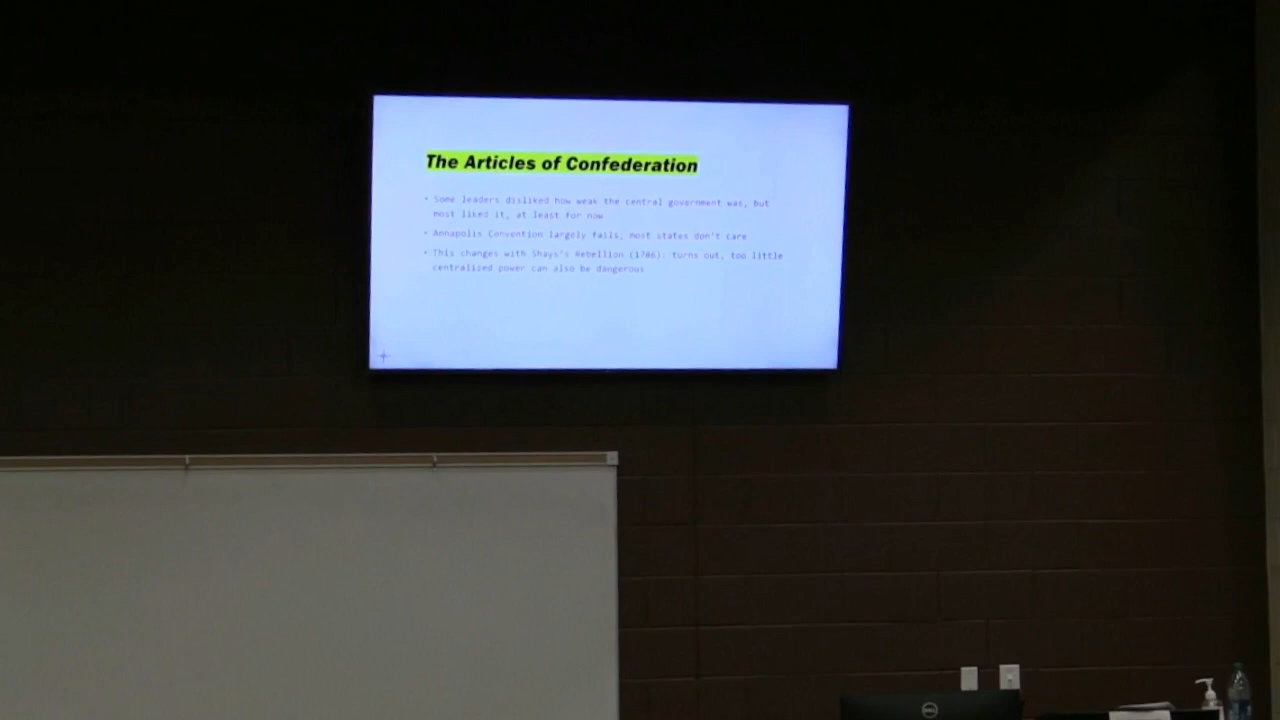 The Articles of Confederation
• Some leaders disliked how weak the central government was, but
most liked it, at least for now
• Annapolis Convention largely fails, most states don't care
• This changes with Shays's Rebellion (1786): turns out, too little
centralized power can also be dangerous
DELL